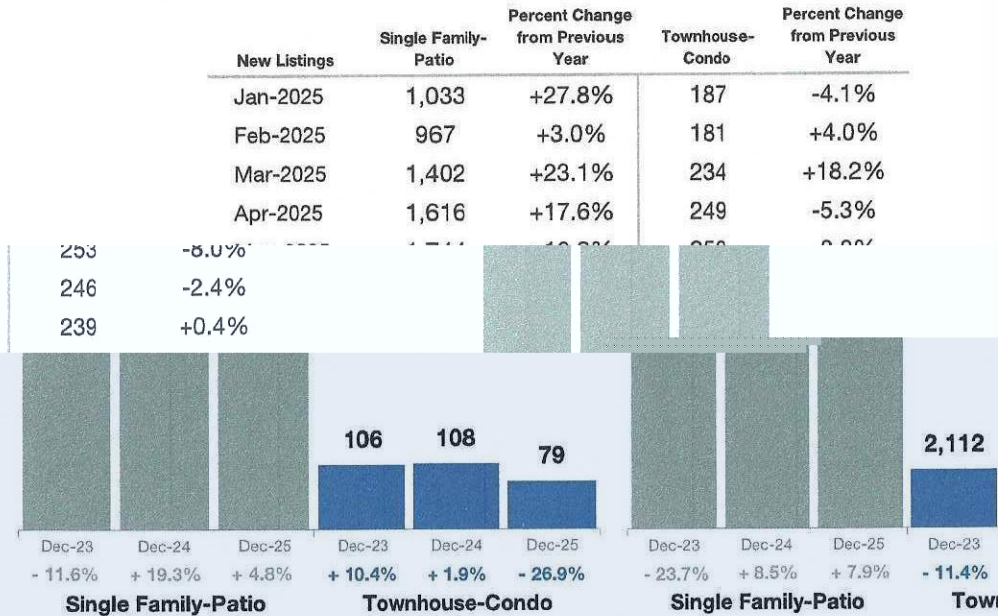 New Listings Single Family-Patio Percent Change from Previous Year Townhouse-Condo Percent Change from Previous Year
Jan-2025 1,033 +27.8% 187 -4.1%
Feb-2025 967 +3.0% 181 +4.0%
Mar-2025 1,402 +23.1% 234 +18.2%
Apr-2025 1,616 +17.6% 249 -5.3%
253 -8.0%
246 -2.4%
239 +0.4%
106 108 79 2,112
Dec-23 Dec-24 Dec-25 Dec-23 Dec-24 Dec-25 Dec-23 Dec-24 Dec-25 Dec-23
- 11.6% + 19.3% + 4.8% + 10.4% + 1.9% - 26.9% - 23.7% + 8.5% + 7.9% - 11.4%
Single Family-Patio Townhouse-Condo Single Family-Patio